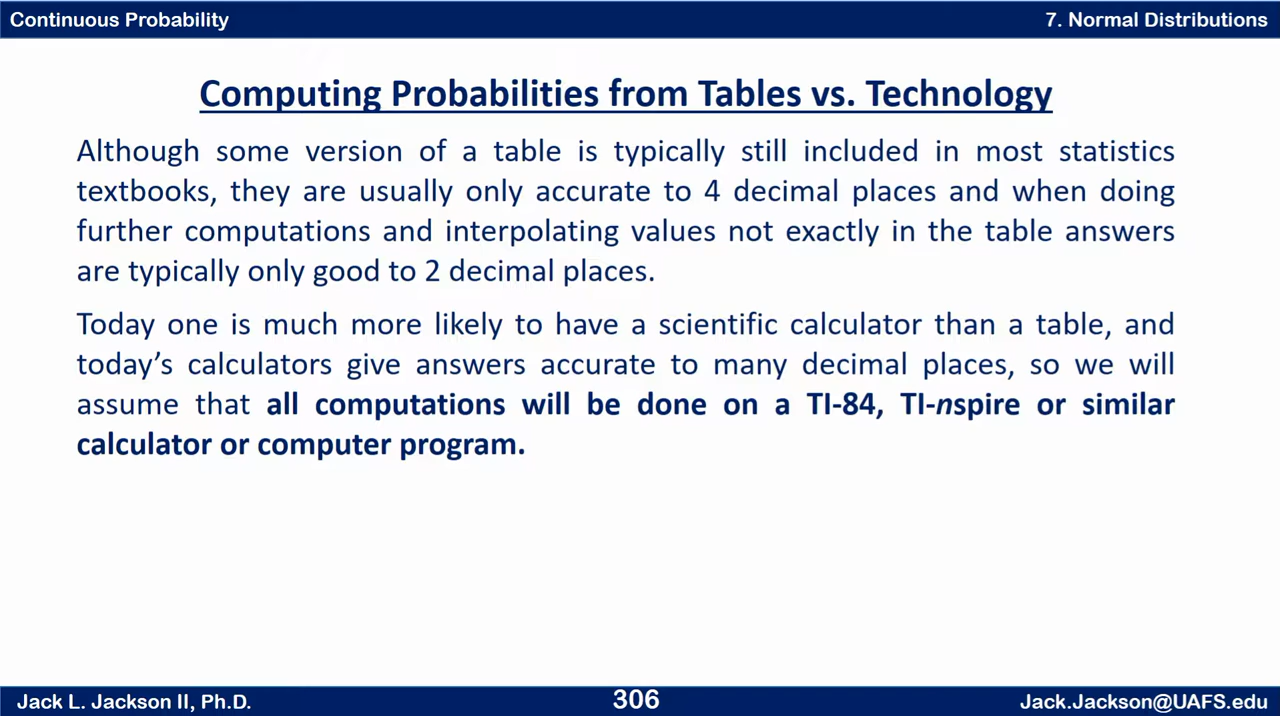 Continuous Probability
7. Normal Distributions
Computing Probabilities from Tables vs. Technology
Although some version of a table is typically still included in most statistics
textbooks, they are usually only accurate to 4 decimal places and when doing
further computations and interpolating values not exactly in the table answers
are typically only good to 2 decimal places.
Today one is much more likely to have a scientific calculator than a table, and
today’s calculators give answers accurate to many decimal places, so we will
assume that all computations will be done on a TI-84, TI-nspire or similar
calculator or computer program.
Jack L. Jackson II, Ph.D.
306
Jack.Jackson@UAFS.edu